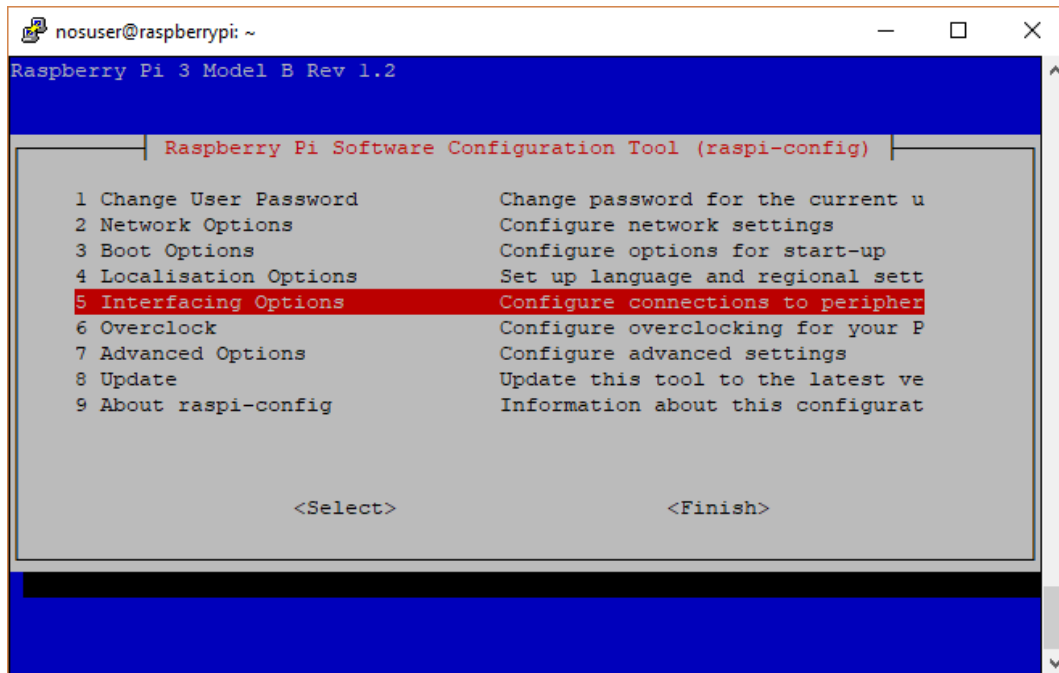 nosuser@raspberrypi: ~
Raspberry Pi 3 Model B Rev 1.2
Raspberry Pi Software Configuration Tool (raspi-config)
1 Change User Password Change password for the current u
2 Network Options Configure network settings
3 Boot Options Configure options for start-up
4 Localisation Options Set up language and regional sett
5 Interfacing Options Configure connections to peripher
6 Overclock Configure overclocking for your P
7 Advanced Options Configure advanced settings
8 Update Update this tool to the latest ve
9 About raspi-config Information about this configurat
<Select> <Finish>